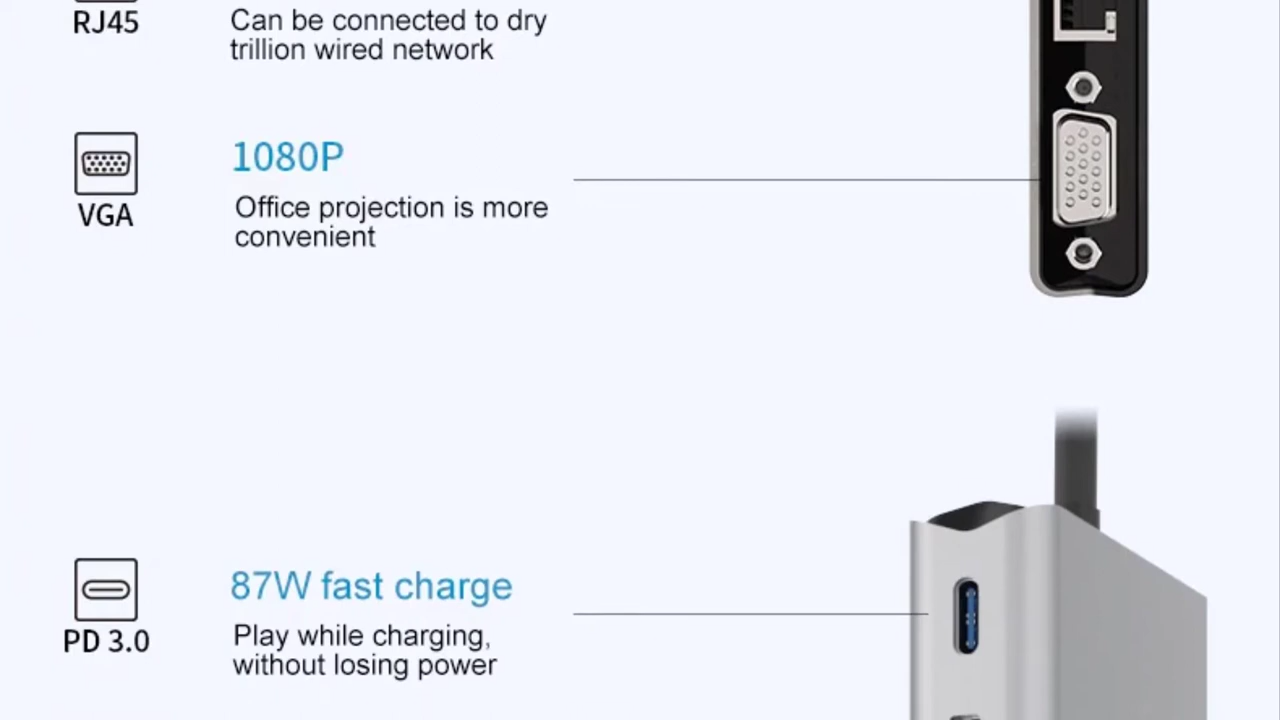 RJ45
Can be connected to dry
trillion wired network
VGA
1080P
Office projection is more
convenient
PD 3.0
87W fast charge
Play while charging,
without losing power